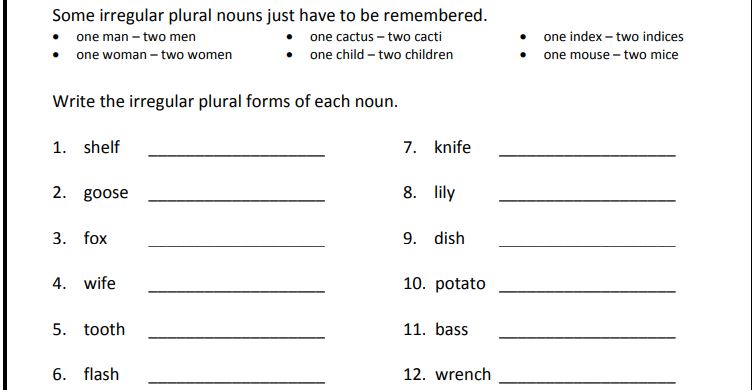 Some irregular plural nouns just have to be remembered.
• one man – two men • one cactus – two cacti • one index – two indices
• one woman – two women • one child – two children • one mouse – two mice
Write the irregular plural forms of each noun.
1. shelf ____________________ 7. knife ____________________
2. goose ____________________ 8. lily ____________________
3. fox ____________________ 9. dish ____________________
4. wife ____________________ 10. potato ____________________
5. tooth ____________________ 11. bass ____________________
6. flash ____________________ 12. wrench ____________________